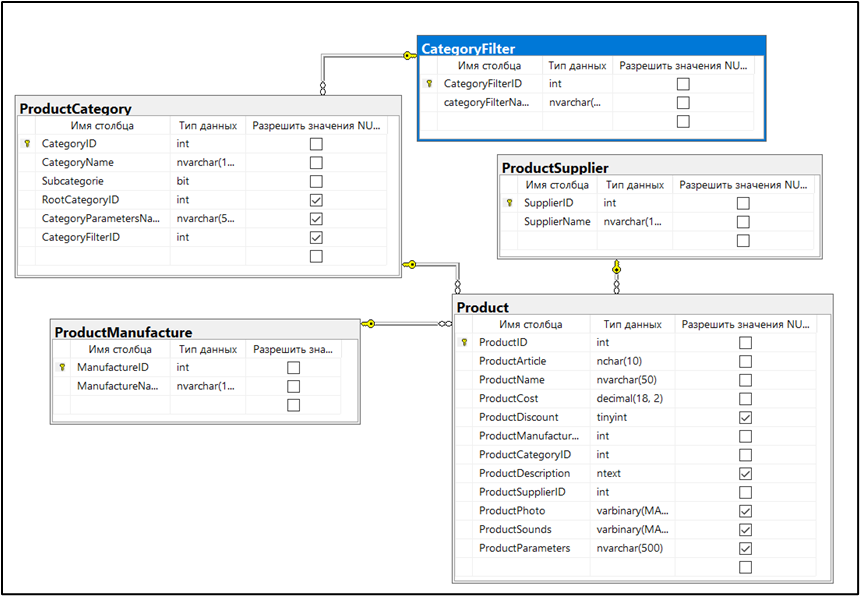 CategoryFilter
Имя столбца Тип данных Разрешить значения NU...
CategoryFilterID int
categoryFilterNa... nvarchar(...
ProductCategory
Имя столбца Тип данных Разрешить значения NU...
CategoryID int
CategoryName nvarchar(1...
Subcategorie bit
RootCategoryID int
CategoryParametersNa... nvarchar(5...
CategoryFilterID int
ProductSupplier
Имя столбца Тип данных Разрешить значения NU...
SupplierID int
SupplierName nvarchar(1...
ProductManufacture
Имя столбца Тип данных Разрешить зна...
ManufactureID int
ManufactureNa... nvarchar(1...
Product
Имя столбца Тип данных Разрешить значения NU...
ProductID int
ProductArticle nchar(10)
ProductName nvarchar(50)
ProductCost decimal(18, 2)
ProductDiscount tinyint
ProductManufactur... int
ProductCategoryID int
ProductDescription ntext
ProductSupplierID int
ProductPhoto varbinary(MA...
ProductSounds varbinary(MA...
ProductParameters nvarchar(500)